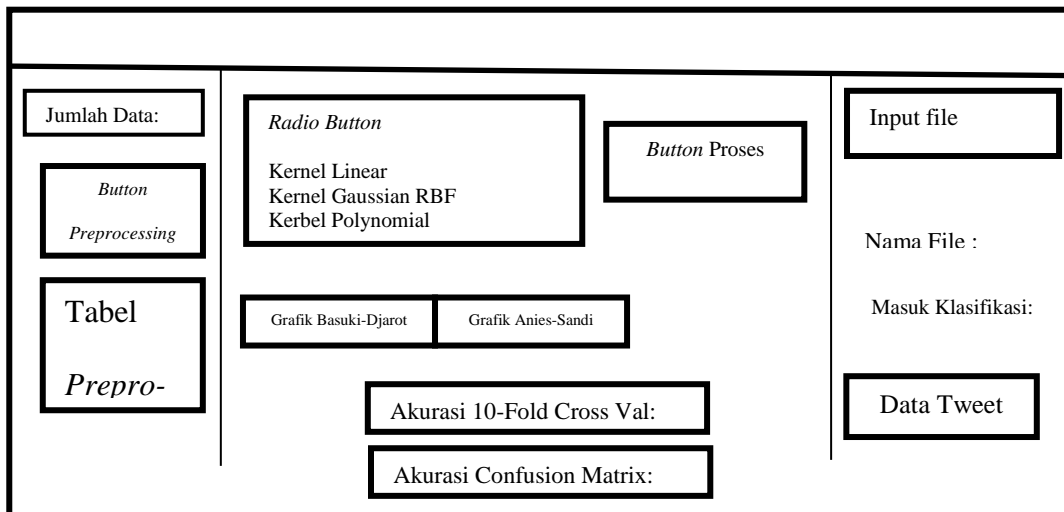 Jumlah Data:
Button
Preprocessing
Tabel
Prepro-
Radio Button
Kernel Linear
Kernel Gaussian RBF
Kerbel Polynomial
Button Proses
Grafik Basuki-Djarot
Grafik Anies-Sandi
Akurasi 10-Fold Cross Val:
Akurasi Confusion Matrix:
Input file
Nama File :
Masuk Klasifikasi:
Data Tweet